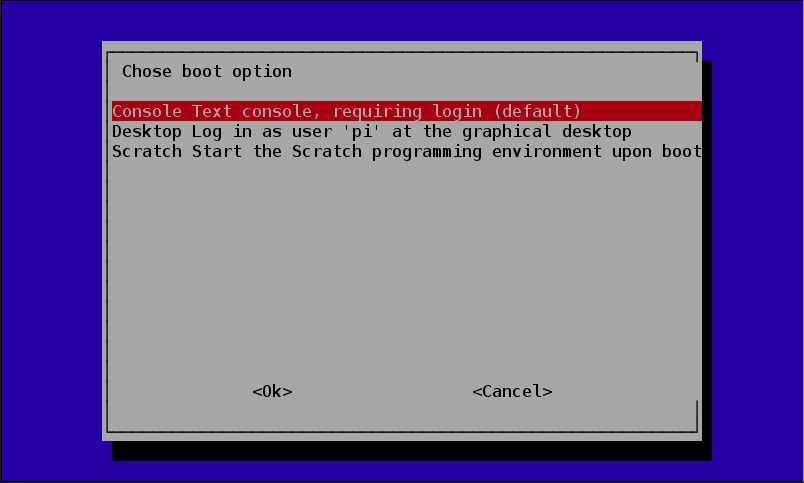 Chose boot option
Console Text console, requiring login (default)
Desktop Log in as user 'pi' at the graphical desktop
Scratch Start the Scratch programming environment upon boot
<Ok> <Cancel>